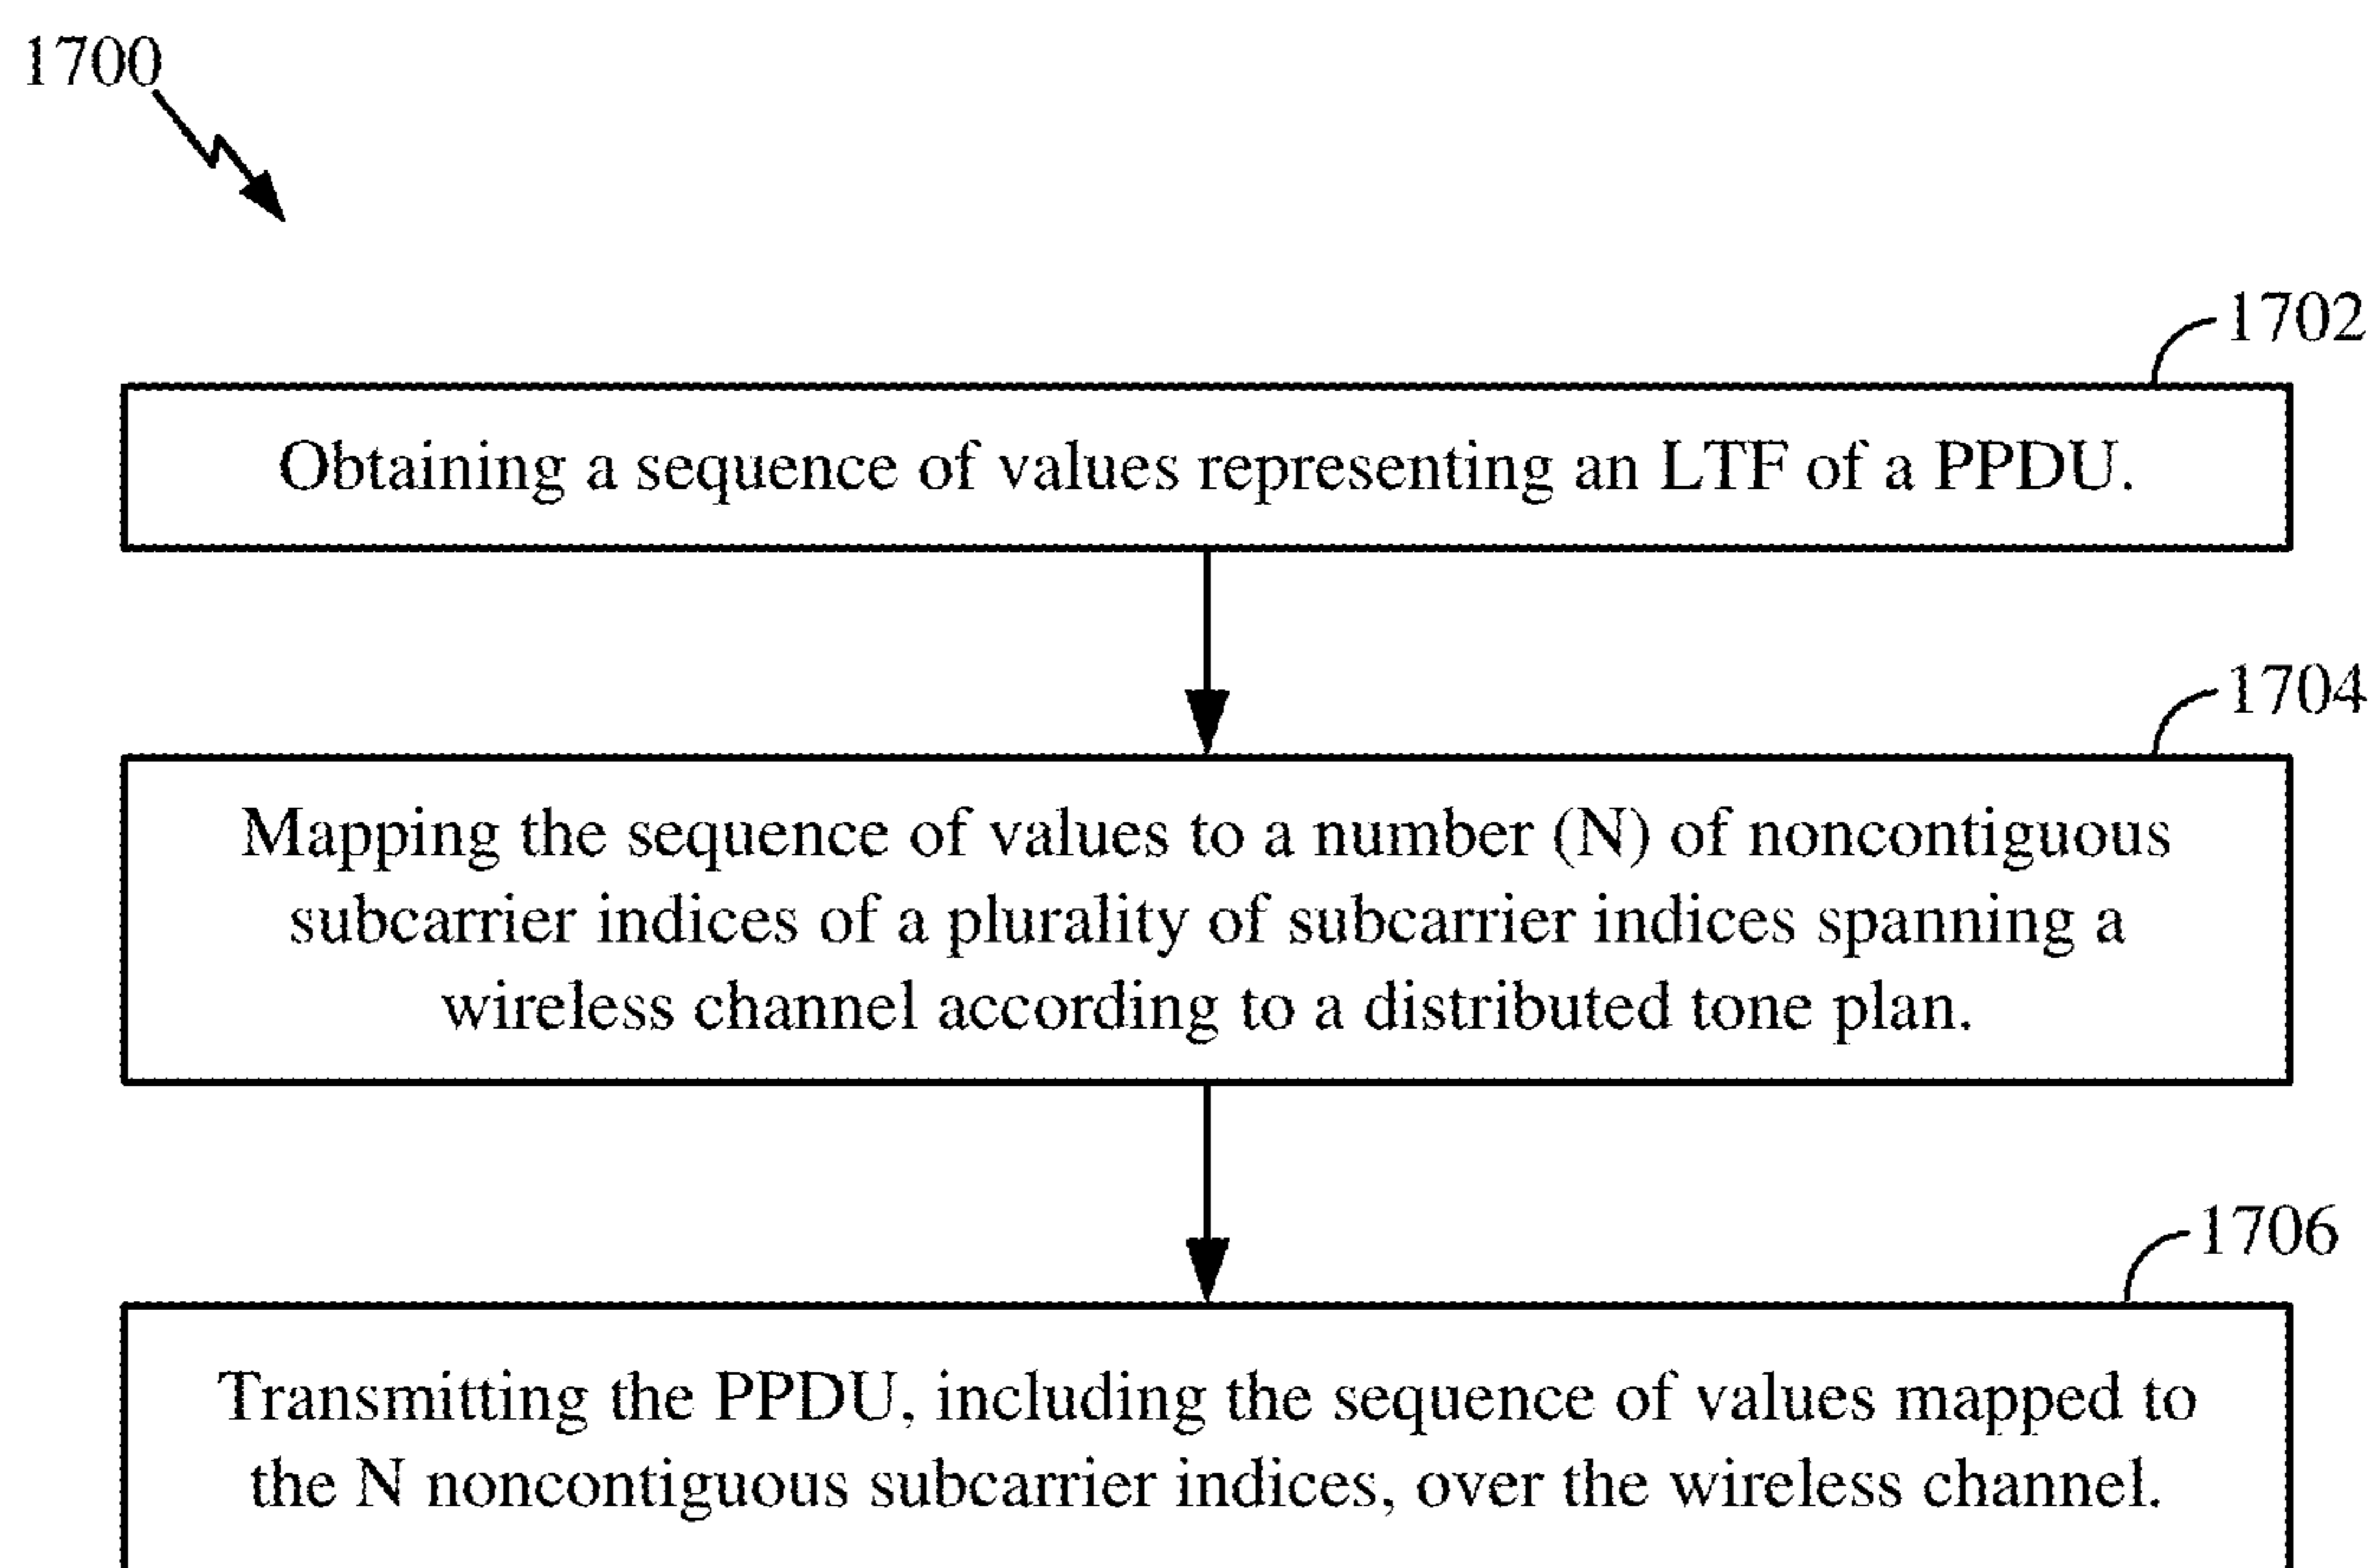 1700
1702
Obtaining a sequence of values representing an LTF of a PPDU.
1704
Mapping the sequence of values to a number (N) of noncontiguous
subcarrier indices of a plurality of subcarrier indices spanning a
wireless channel according to a distributed tone plan.
1706
Transmitting the PPDU, including the sequence of values mapped to
the N noncontiguous subcarrier indices, over the wireless channel.